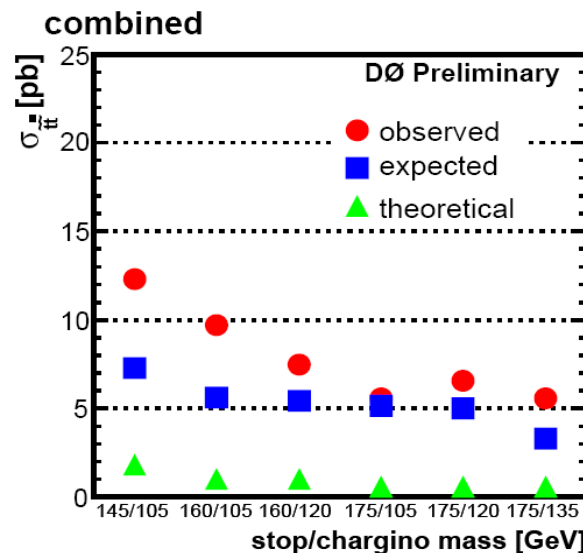 combined
σ t̃t̃ [pb]
DØ Preliminary
observed
expected
theoretical
25
20
15
10
5
0
145/105 160/105 160/120 175/105 175/120 175/135
stop/chargino mass [GeV]